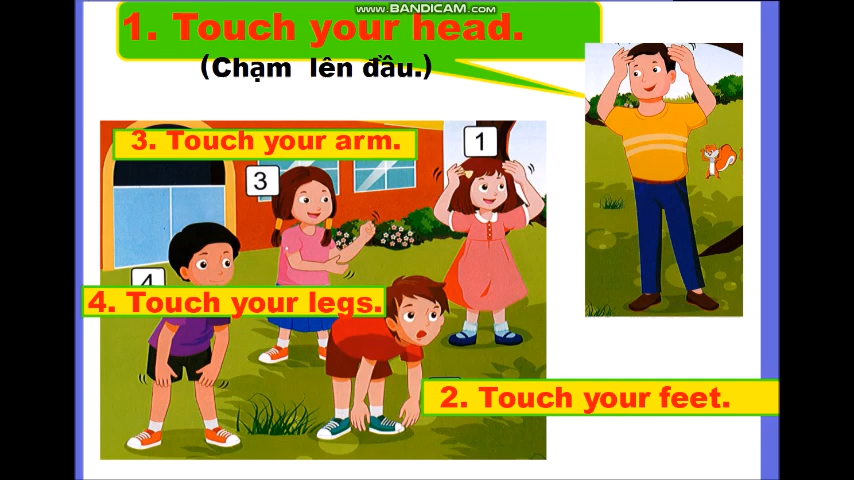 WWW.BANDICAM.COM
1. Touch your head.
(Chạm lên đầu.)
3. Touch your arm.
1
3
4
4. Touch your legs.
2. Touch your feet.